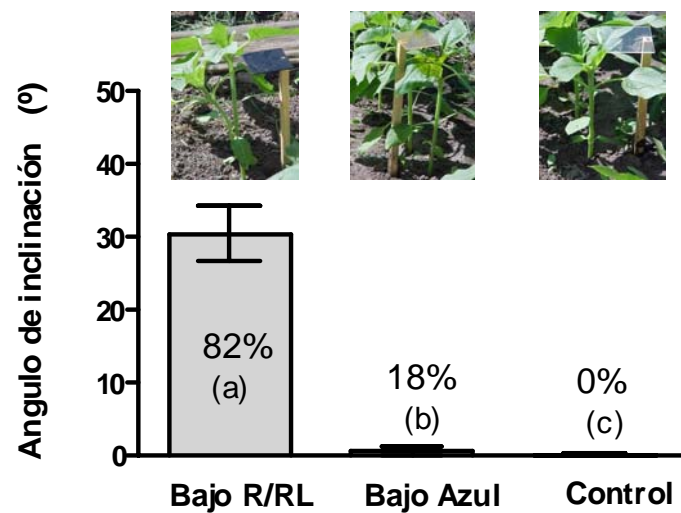 Angulo de inclinación (º)
50
40
30
20
10
0
82%
(a)
18%
(b)
0%
(c)
Bajo R/RL
Bajo Azul
Control